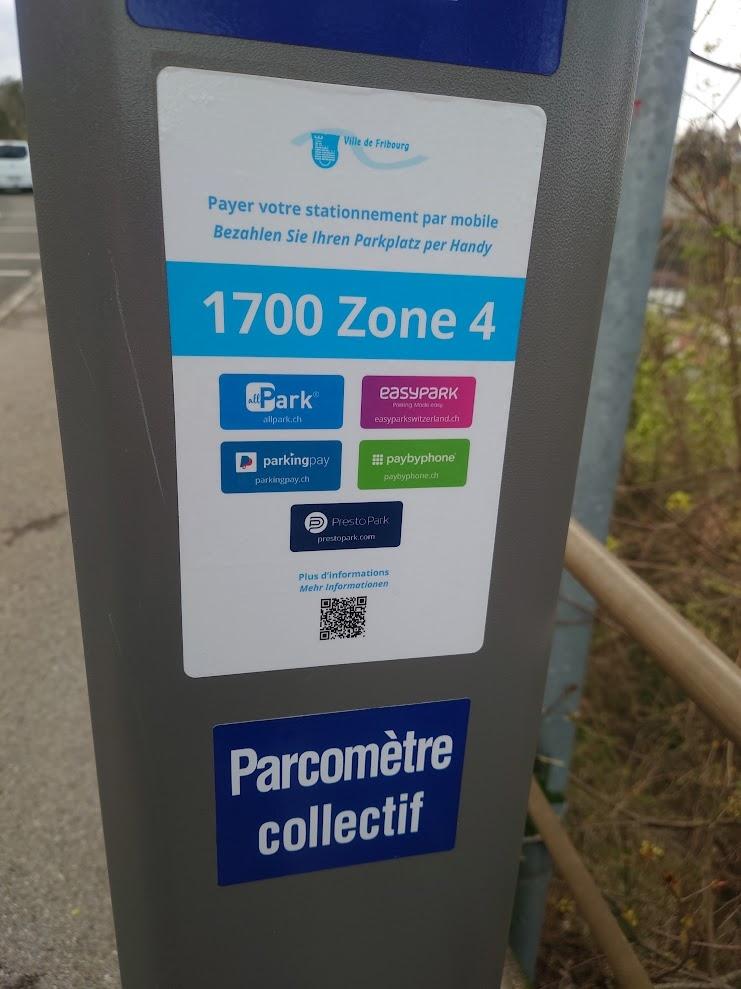 Ville de Fribourg
Payer votre stationnement par mobile
Bezahlen Sie Ihren Parkplatz per Handy
1700 Zone 4
allPark®
allpark.ch
easypark
Parking Made easy
easyparkswitzerland.ch
parkingpay
parkingpay.ch
paybyphone
paybyphone.ch
PrestoPark
prestopark.com
Plus d'informations
Mehr Informationen
Parcomètre
collectif